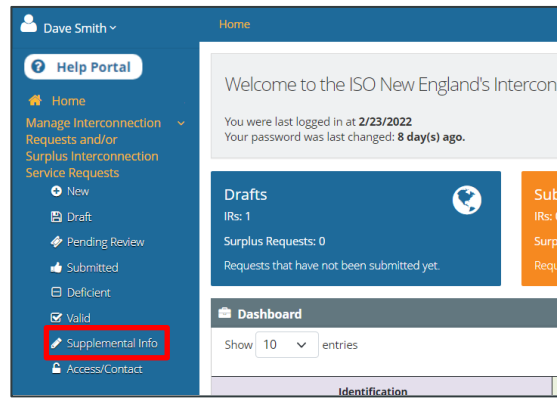 Dave Smith
Home
Help Portal
Home
Manage Interconnection
Requests and/or
Surplus Interconnection
Service Requests
New
Draft
Pending Review
Submitted
Deficient
Valid
Supplemental Info
Access/Contact
Welcome to the ISO New England's Intercon
You were last logged in at 2/23/2022
Your password was last changed: 8 day(s) ago.
Drafts
IRs: 1
Surplus Requests: 0
Requests that have not been submitted yet.
Sub
IRs:
Surp
Requ
Dashboard
Show 10 entries
Identification